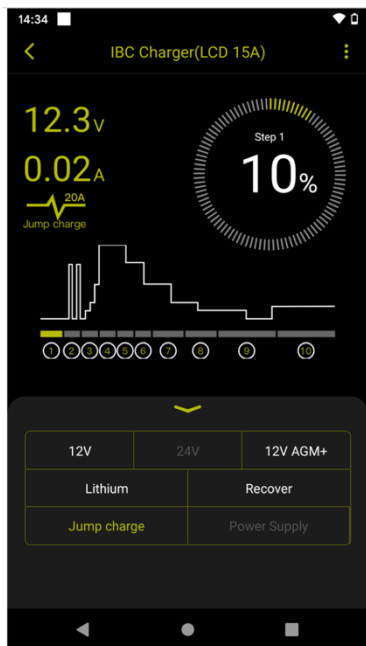 14:34
IBC Charger(LCD 15A)
12.3v
0.02A
20A
Jump charge
Step 1
10%
1 2 3 4 5 6 7 8 9 10
12V 24V 12V AGM+
Lithium Recover
Jump charge Power Supply